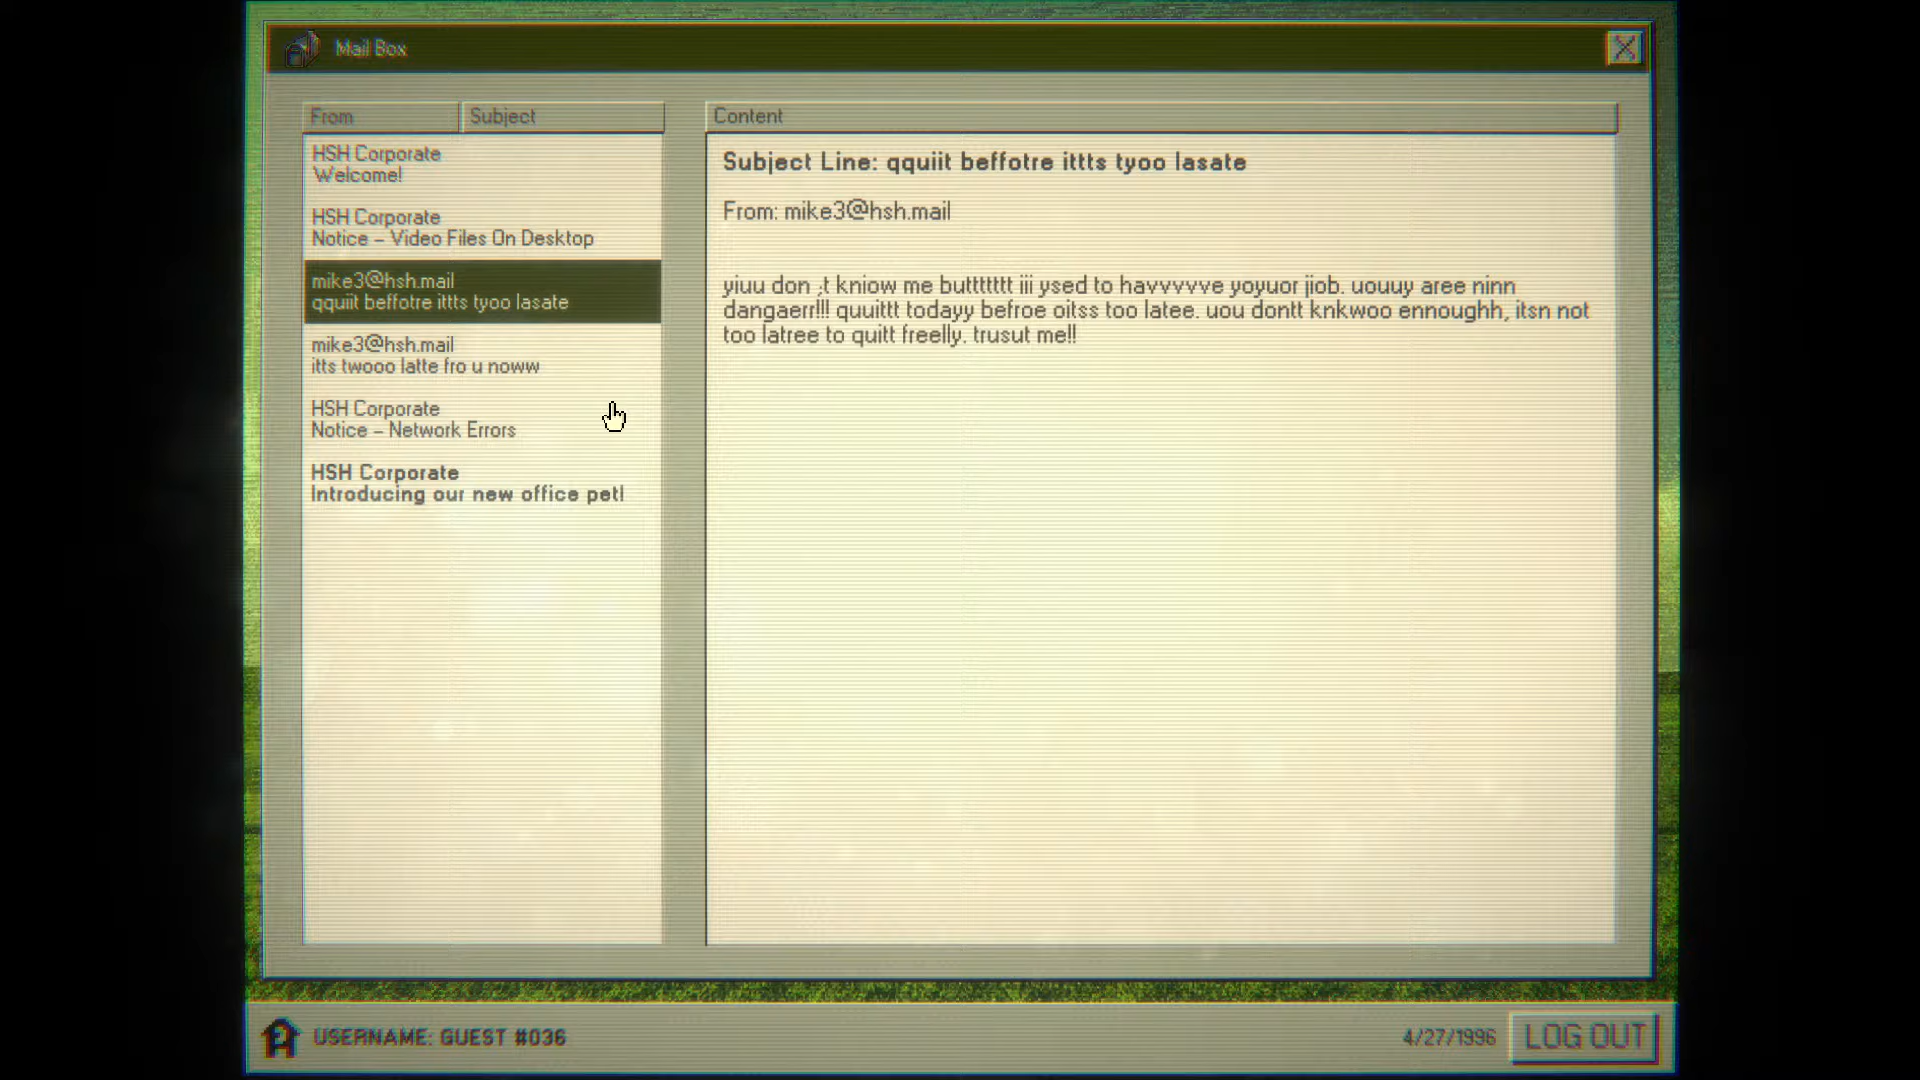 Mail Box
From Subject
HSH Corporate
Welcome!
HSH Corporate
Notice – Video Files On Desktop
mike3@hsh.mail
qquiit beffotre ittts tyoo lasate
mike3@hsh.mail
itts twooo latte fro u noww
HSH Corporate
Notice – Network Errors
HSH Corporate
Introducing our new office pet!
Content
Subject Line: qquiit beffotre ittts tyoo lasate
From: mike3@hsh.mail
yiuu don ;t kniow me buttttttt iii ysed to havvvvve yoyuor jiob. uouuy aree ninn
dangaerr!!! quuittt todayy befroe oitss too latee. uou dontt knkwoo ennoughh, itsn not
too latree to quitt freelly. trusut me!!
USERNAME: GUEST #036
4/27/1996
LOG OUT